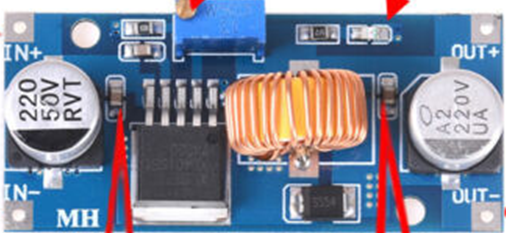 IN+
OUT+
220
50V
RVT
A2
220V
UA
SS54
IN-
OUT-
MH